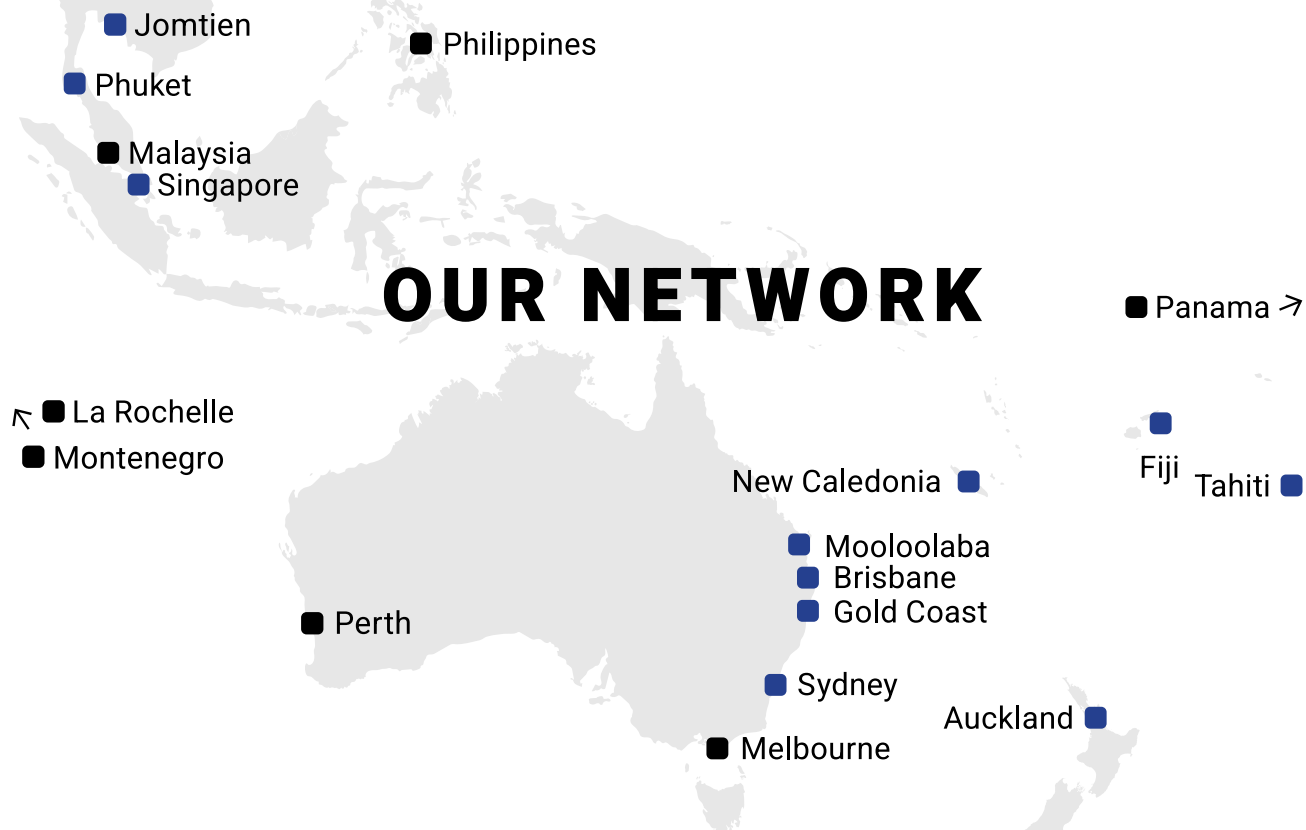 Jomtien
Philippines
Phuket
Malaysia
Singapore
OUR NETWORK
Panama
La Rochelle
Montenegro
Fiji
New Caledonia
Tahiti
Mooloolaba
Brisbane
Gold Coast
Perth
Sydney
Auckland
Melbourne